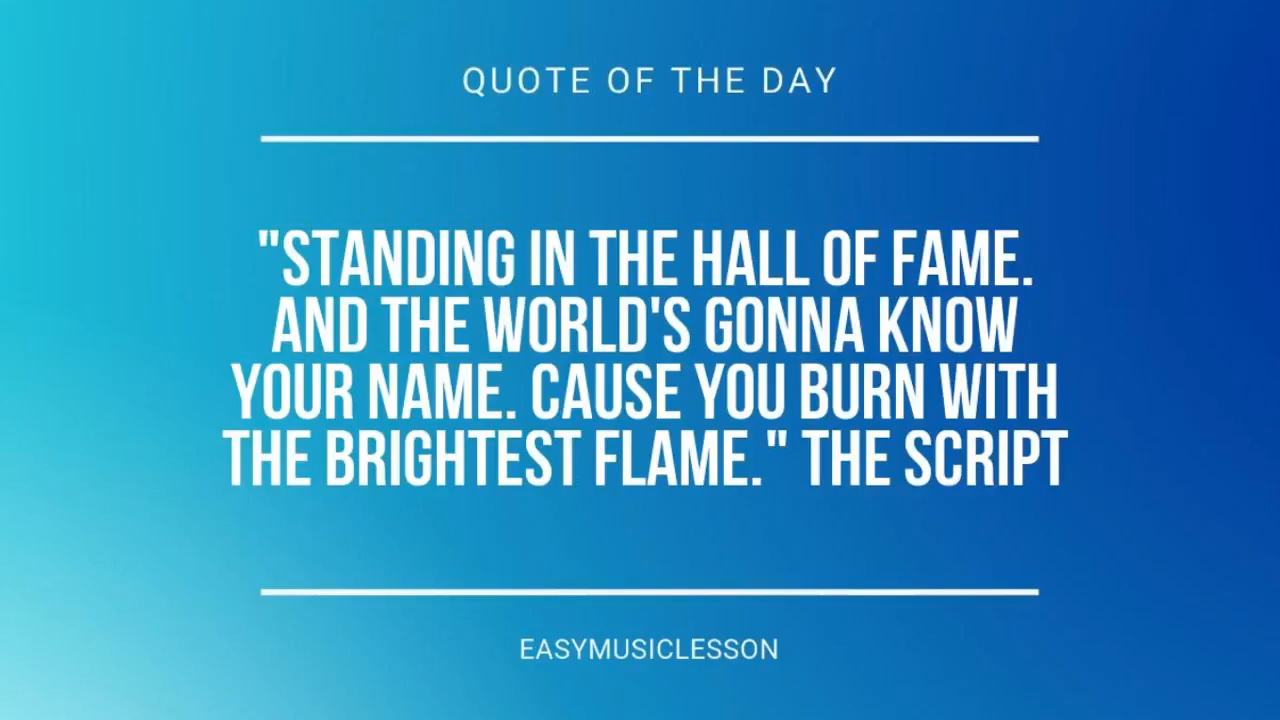 QUOTE OF THE DAY
"STANDING IN THE HALL OF FAME.
AND THE WORLD'S GONNA KNOW
YOUR NAME. CAUSE YOU BURN WITH
THE BRIGHTEST FLAME." THE SCRIPT
EASYMUSICLESSON